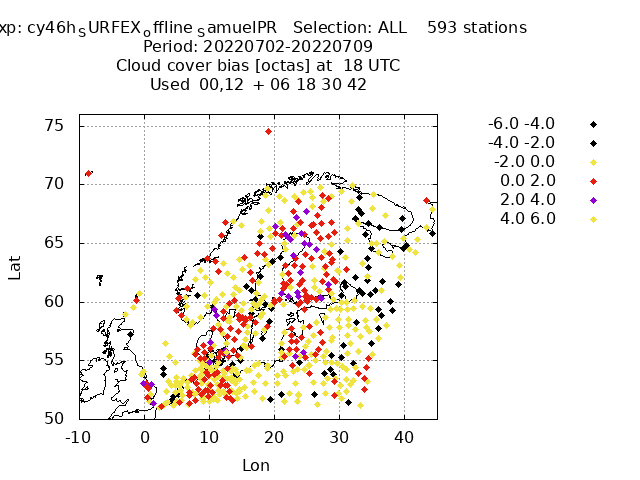 xp: cy46h_SURFEX_offline_samuelPR   Selection: ALL    593 stations
Period: 20220702-20220709
Cloud cover bias [octas] at  18 UTC
Used  00,12  + 06 18 30 42
75
70
65
60
55
50
-10 0 10 20 30 40
Lat
Lon
-6.0 -4.0
-4.0 -2.0
-2.0 0.0
0.0 2.0
2.0 4.0
4.0 6.0